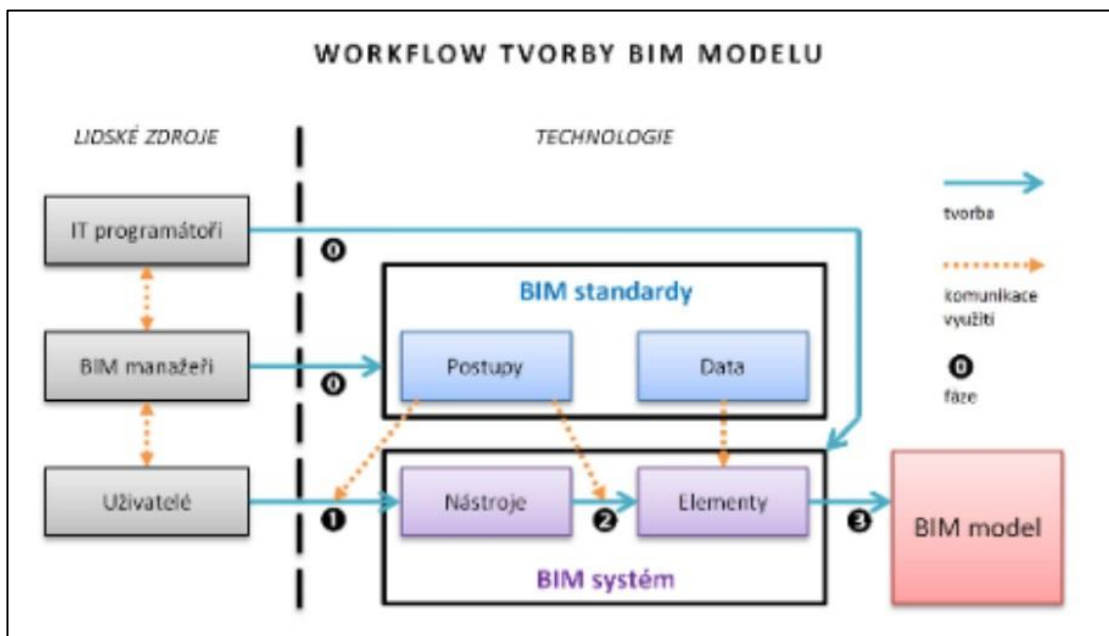 WORKFLOW TVORBY BIM MODELU
LIDSKÉ ZDROJE
TECHNOLOGIE
IT programátoři
0
tvorba
BIM standardy
komunikace
využití
BIM manažeři
0
Postupy
Data
0
fáze
Uživatelé
1
Nástroje
2
Elementy
3
BIM model
BIM systém